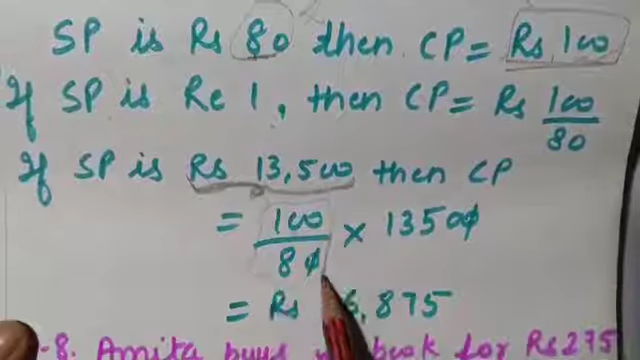 SP is Rs 80 then CP = Rs 100
If SP is Re 1, then CP = Rs 100/80
If SP is Rs 13,500 then CP
= 100/80 × 13500
= Rs 6,875
-8. Amita buys book for Rs 275